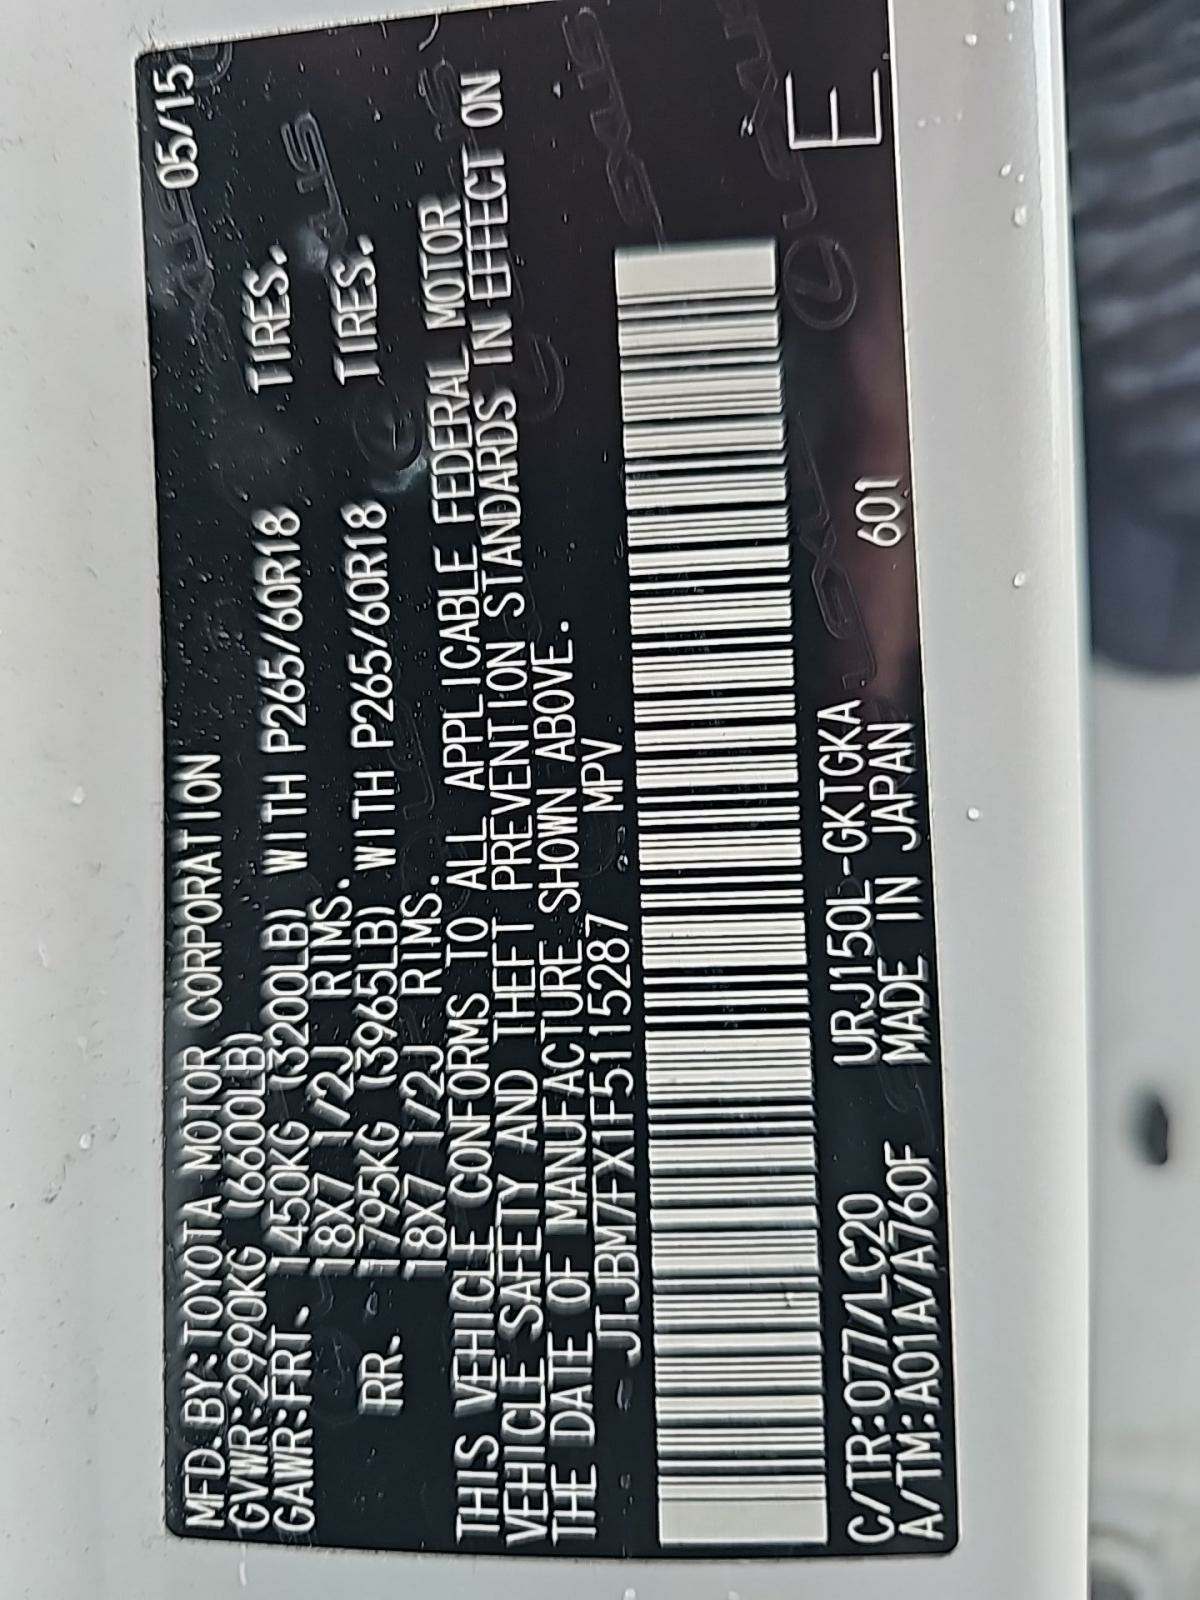 MFD.BY:TOYOTA MOTOR CORPORATION 05/15
GVWR:2990KG (6600LB)
GAWR:FRT. 1450KG (3200LB) WITH P265/60R18 TIRES.
18X7 1/2J RIMS.
RR. 1795KG (3965LB) WITH P265/60R18 TIRES.
18X7 1/2J RIMS.
THIS VEHICLE CONFORMS TO ALL APPLICABLE FEDERAL MOTOR
VEHICLE SAFETY AND THEFT PREVENTION STANDARDS IN EFFECT ON
THE DATE OF MANUFACTURE SHOWN ABOVE.
JTJBM7FX1F5115287 MPV
C/TR:077/LC20 URJ150L-GKTGKA 601 E
A/TM:A01A/A760F MADE IN JAPAN